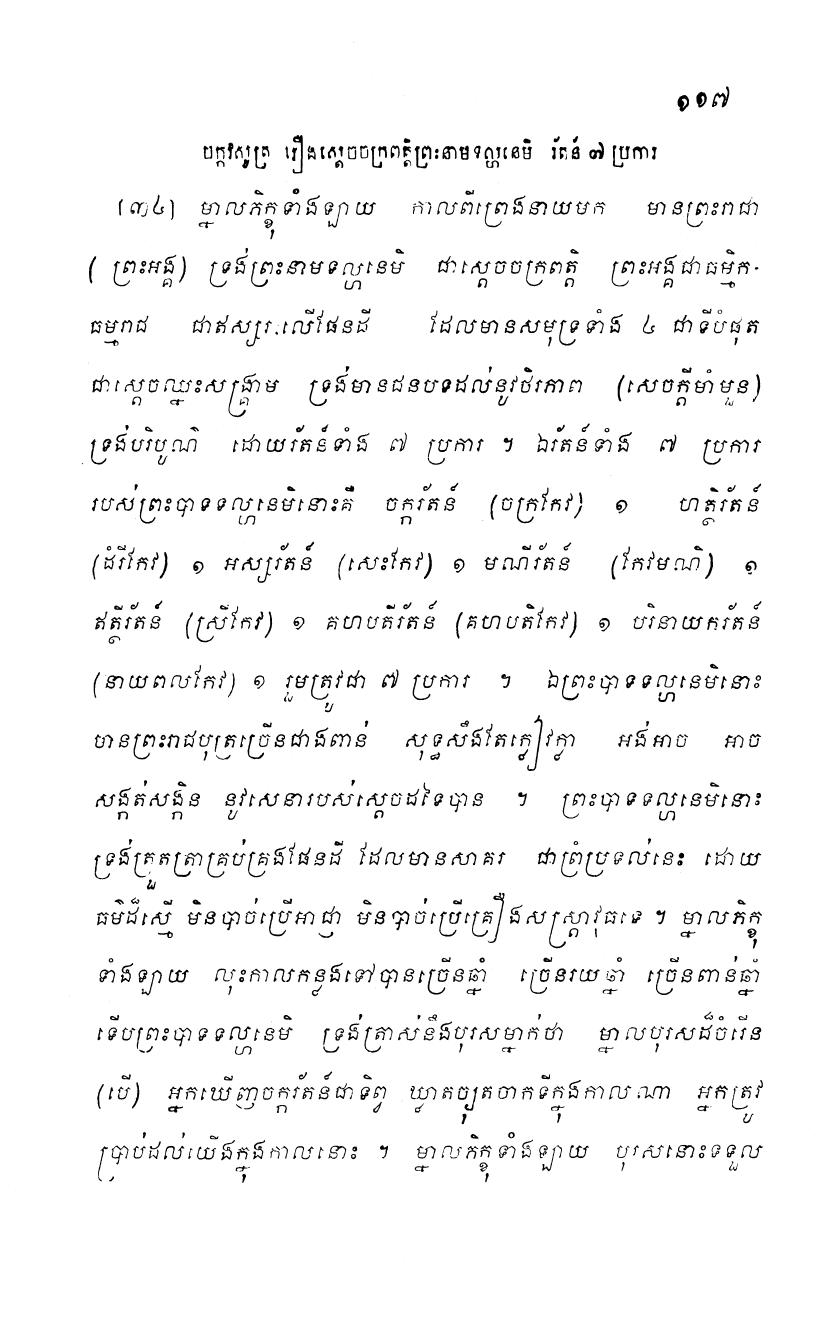 ១១៧
ចក្កវត្តិសូត្រ រឿងស្ដេចចក្រពត្តិព្រះនាមទឡ្ហនេមិ រ័តន៍ ៧ ប្រការ
[៣៤] ម្នាលភិក្ខុទាំងឡាយ កាលពីព្រេងនាយមក មានព្រះរាជា
(ព្រះអង្គ) ទ្រង់ព្រះនាមទឡ្ហនេមិ ជាស្ដេចចក្រពត្តិ ព្រះអង្គជាធម្មិក-
ធម្មរាជ ជាឥស្សរៈលើផែនដី ដែលមានសមុទ្រទាំង ៤ ជាទីបំផុត
ជាស្ដេចឈ្នះសង្គ្រាម ទ្រង់មានជនបទដល់នូវថិរភាព (សេចក្ដីមាំមួន)
ទ្រង់បរិបូណ៌ ដោយរ័តន៍ទាំង ៧ ប្រការ ។ ឯរ័តន៍ទាំង ៧ ប្រការ
របស់ព្រះបាទទឡ្ហនេមិនោះគឺ ចក្ករ័តន៍ (ចក្រកែវ) ១ ហត្ថិរ័តន៍
(ដំរីកែវ) ១ អស្សរ័តន៍ (សេះកែវ) ១ មណីរ័តន៍ (កែវមណិ) ១
ឥត្ថីរ័តន៍ (ស្រីកែវ) ១ គហបតីរ័តន៍ (គហបតិកែវ) ១ បរិនាយករ័តន៍
(នាយពលកែវ) ១ រួមត្រូវជា ៧ ប្រការ ។ ឯព្រះបាទទឡ្ហនេមិនោះ
មានព្រះរាជបុត្រច្រើនជាងពាន់ សុទ្ធសឹងតែក្លៀវក្លា អង់អាច អាច
សង្កត់សង្កិន នូវសេនារបស់ស្ដេចដទៃបាន ។ ព្រះបាទទឡ្ហនេមិនោះ
ទ្រង់ត្រួតត្រាគ្រប់គ្រងផែនដី ដែលមានសាគរ ជាព្រំប្រទល់នេះ ដោយ
ធម៌ដ៏ស្មើ មិនបាច់ប្រើអាជ្ញា មិនបាច់ប្រើគ្រឿងសស្ត្រាវុធទេ ។ ម្នាលភិក្ខុ
ទាំងឡាយ លុះកាលកន្លងទៅបានច្រើនឆ្នាំ ច្រើនរយឆ្នាំ ច្រើនពាន់ឆ្នាំ
ទើបព្រះបាទទឡ្ហនេមិ ទ្រង់ត្រាស់នឹងបុរសម្នាក់ថា ម្នាលបុរសដ៏ចំរើន
(បើ) អ្នកឃើញចក្ករ័តន៍ជាទិព្វ ឃ្លាតច្យុតចាកទីក្នុងកាលណា អ្នកត្រូវ
ប្រាប់ដល់យើងក្នុងកាលនោះ ។ ម្នាលភិក្ខុទាំងឡាយ បុរសនោះទទួល